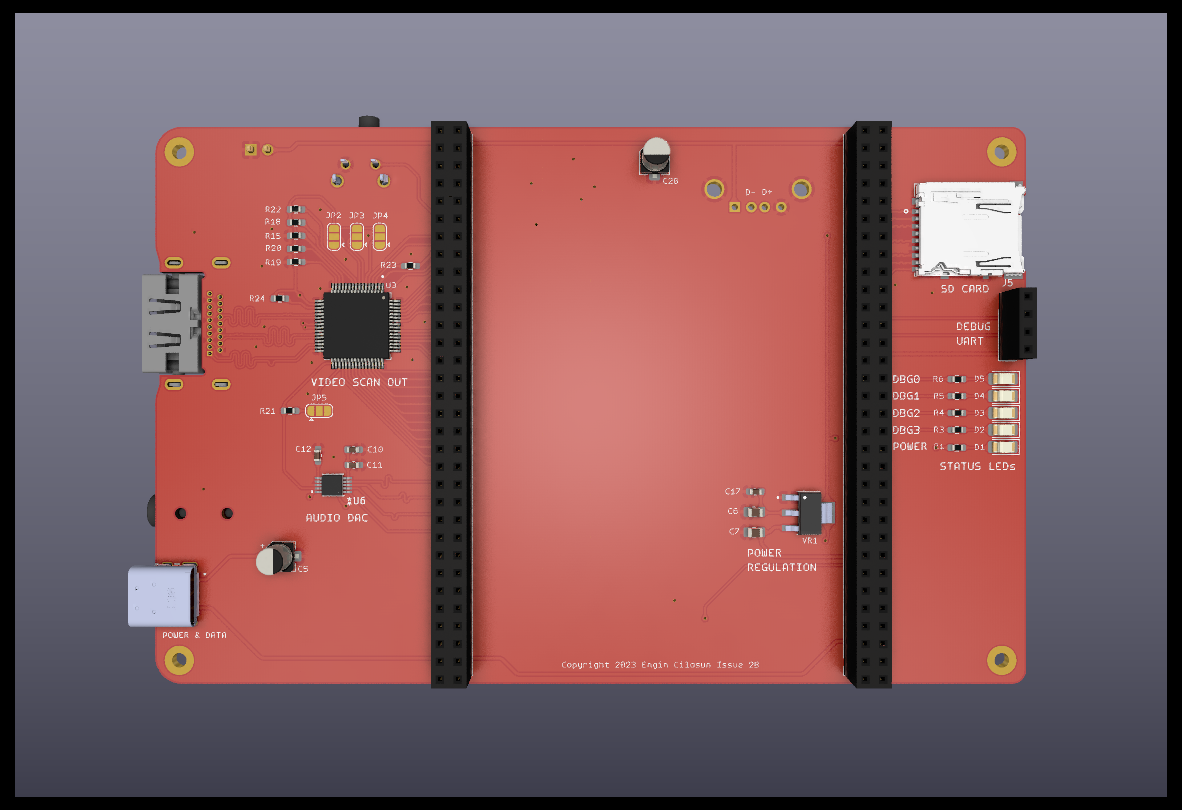 C26
D- D+
R22
R18
R15
R20
R19
JP2 JP3 JP4
R23
U3
R24
SD CARD
J5
DEBUG
UART
VIDEO SCAN OUT
JP5
R21
DBG0 R6 D5
DBG1 R5 D4
DBG2 R4 D3
DBG3 R3 D2
POWER R1 D1
STATUS LEDs
C12 C10
C11
U6
AUDIO DAC
C17
C6
C7
VR1
POWER
REGULATION
+
C5
POWER & DATA
Copyright 2023 Engin Cilasun Issue 2B